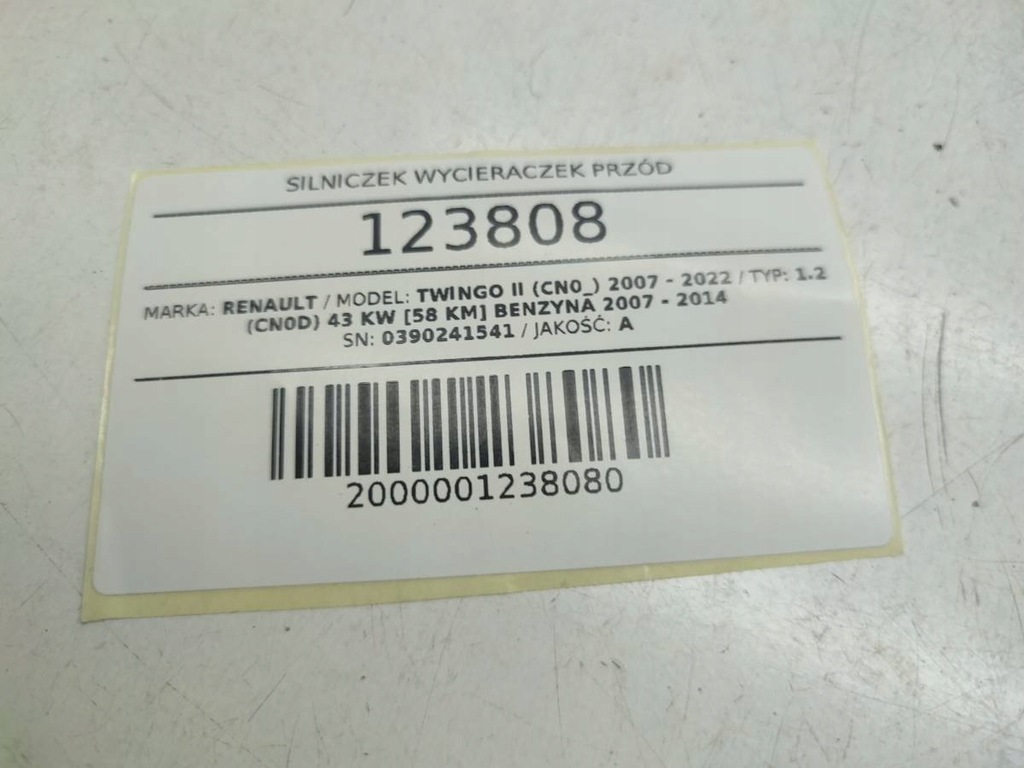 SILNICZEK WYCIERACZEK PRZÓD
123808
MARKA: RENAULT / MODEL: TWINGO II (CN0_) 2007 - 2022 / TYP: 1.2
(CN0D) 43 KW [58 KM] BENZYNA 2007 - 2014
SN: 0390241541 / JAKOŚĆ: A
2000001238080